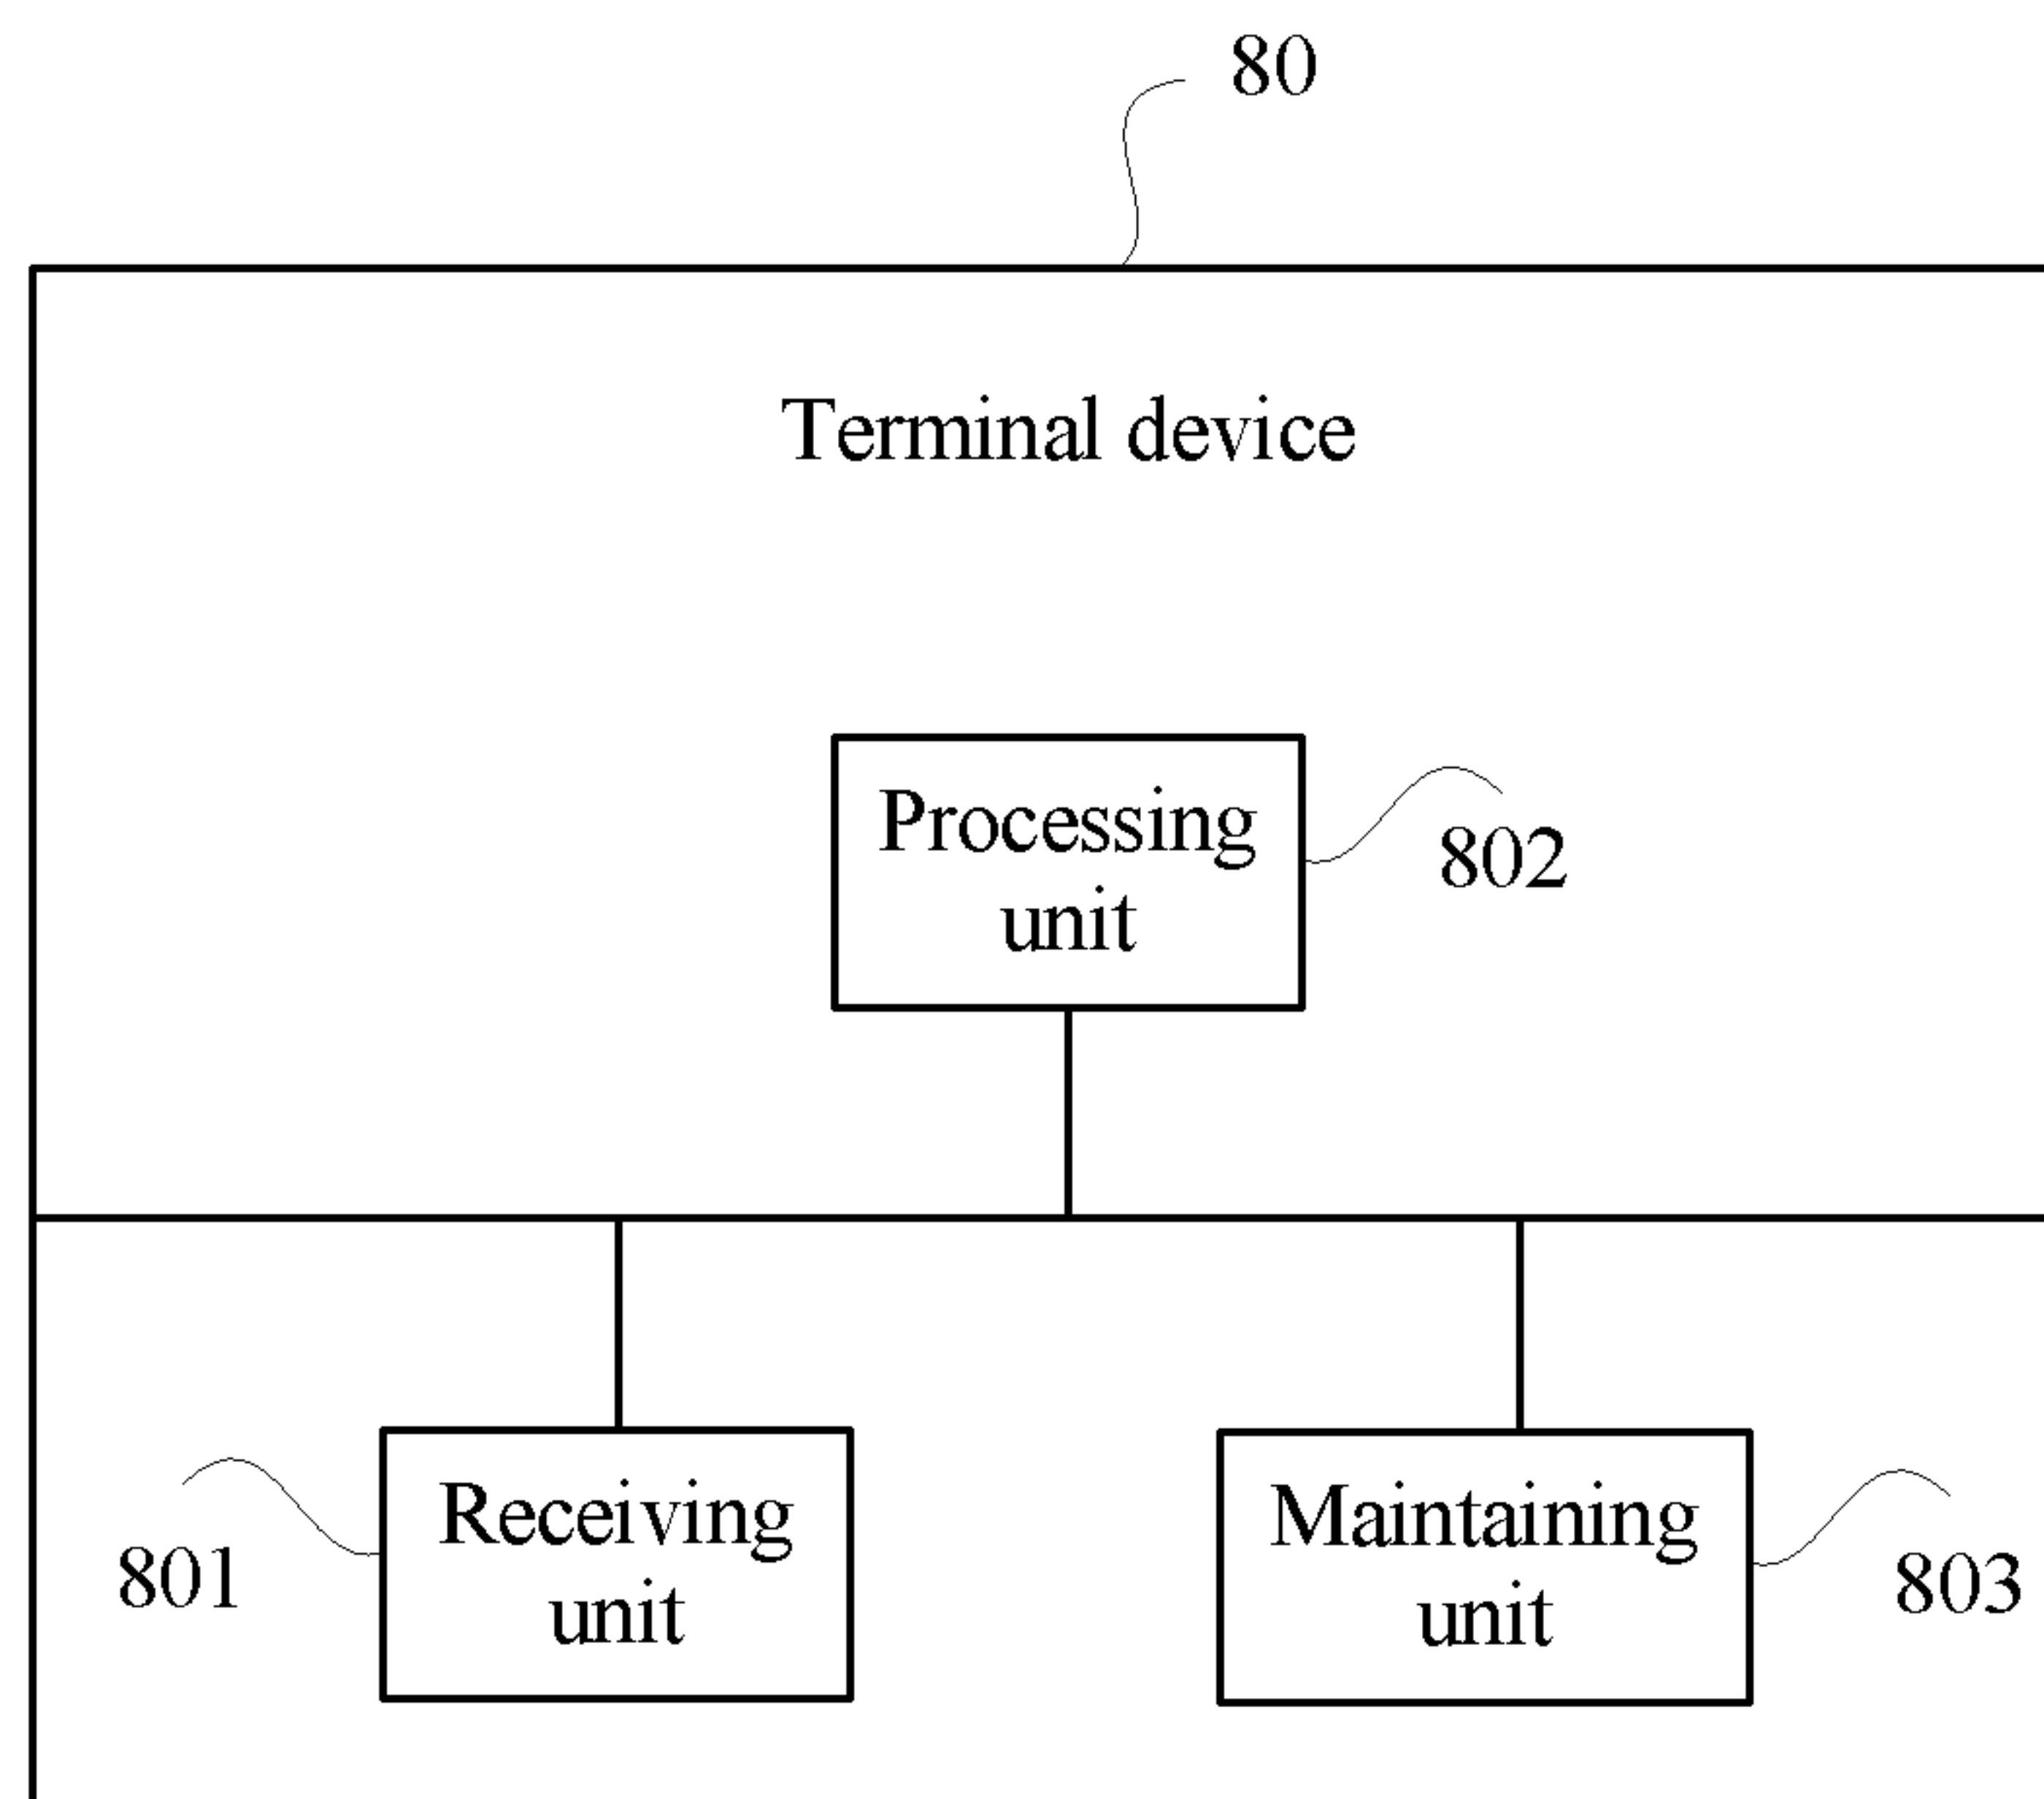 80
Terminal device
Processing
unit
802
Receiving
unit
801
Maintaining
unit
803